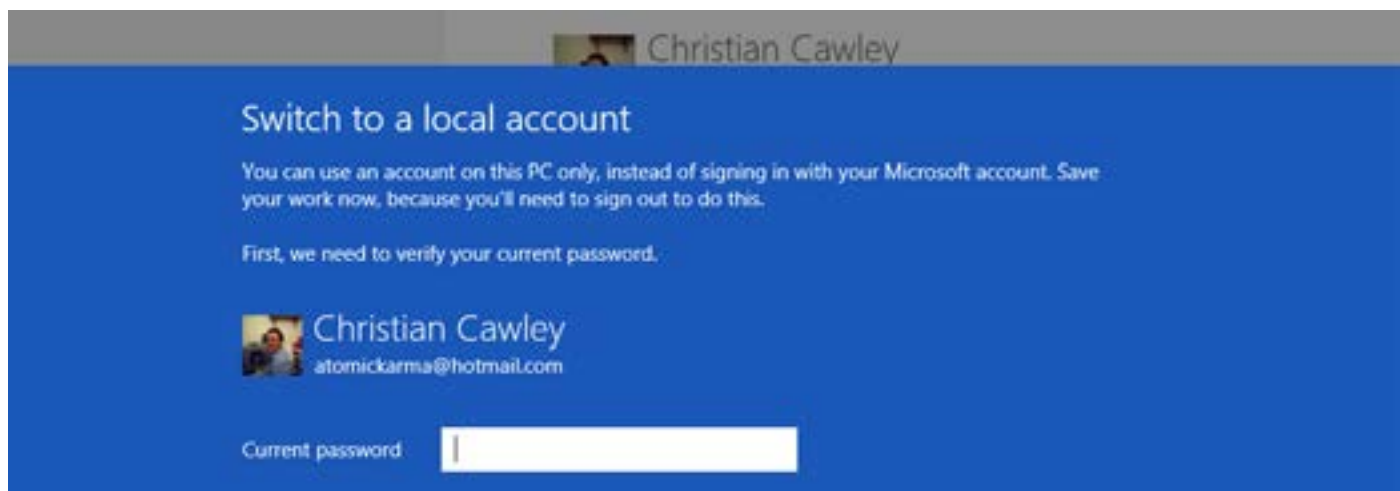 Christian Cawley
Switch to a local account
You can use an account on this PC only, instead of signing in with your Microsoft account. Save
your work now, because you'll need to sign out to do this.
First, we need to verify your current password.
Christian Cawley
atomickarma@hotmail.com
Current password